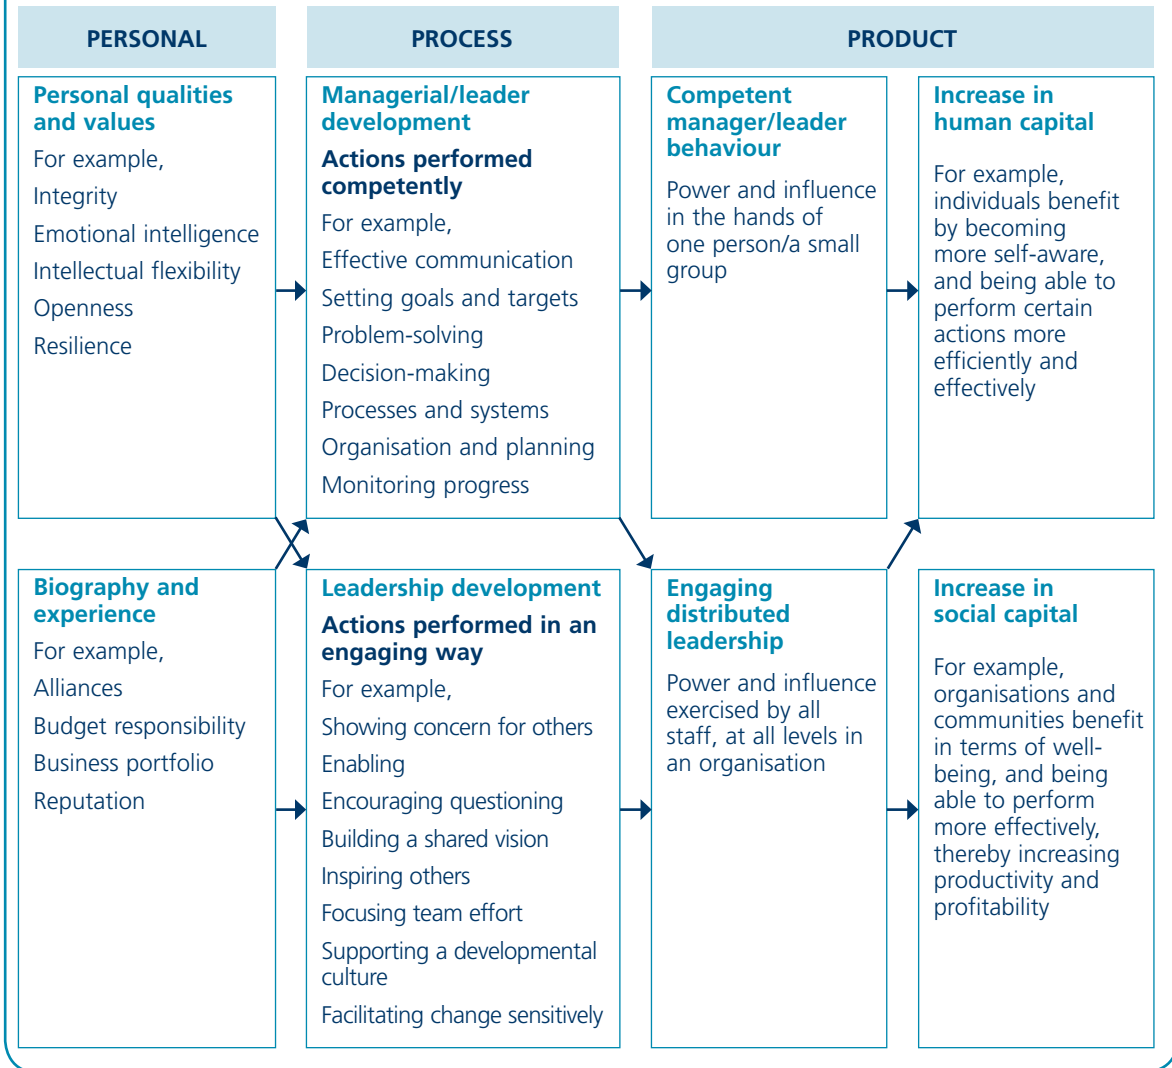 PERSONAL
PROCESS
PRODUCT
Personal qualities
and values
For example,
Integrity
Emotional intelligence
Intellectual flexibility
Openness
Resilience
Managerial/leader
development
Actions performed
competently
For example,
Effective communication
Setting goals and targets
Problem-solving
Decision-making
Processes and systems
Organisation and planning
Monitoring progress
Competent
manager/leader
behaviour
Power and influence
in the hands of
one person/a small
group
Increase in
human capital
For example,
individuals benefit
by becoming
more self-aware,
and being able to
perform certain
actions more
efficiently and
effectively
Biography and
experience
For example,
Alliances
Budget responsibility
Business portfolio
Reputation
Leadership development
Actions performed in an
engaging way
For example,
Showing concern for others
Enabling
Encouraging questioning
Building a shared vision
Inspiring others
Focusing team effort
Supporting a developmental
culture
Facilitating change sensitively
Engaging
distributed
leadership
Power and influence
exercised by all
staff, at all levels in
an organisation
Increase in
social capital
For example,
organisations and
communities benefit
in terms of well-
being, and being
able to perform
more effectively,
thereby increasing
productivity and
profitability